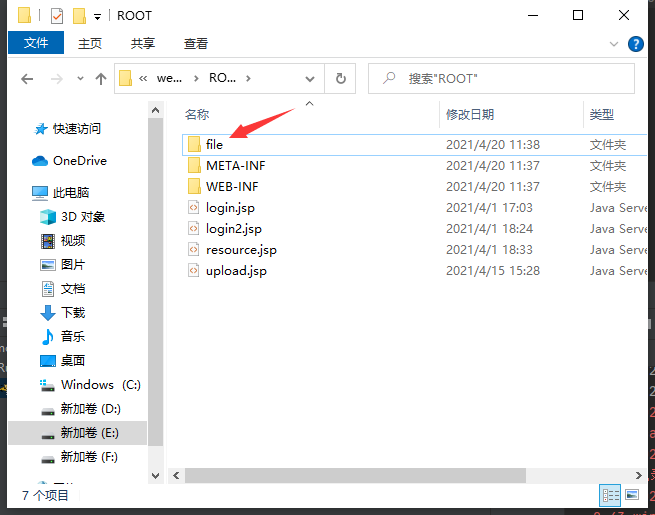 ROOT
文件 主页 共享 查看
« we... › RO... › 搜索"ROOT"
名称 修改日期 类型
快速访问
OneDrive
此电脑
3D 对象
视频
图片
文档
下载
音乐
桌面
Windows (C:)
新加卷 (D:)
新加卷 (E:)
新加卷 (F:)
file 2021/4/20 11:38 文件夹
META-INF 2021/4/20 11:37 文件夹
WEB-INF 2021/4/20 11:37 文件夹
login.jsp 2021/4/1 17:03 Java Serve
login2.jsp 2021/4/1 18:24 Java Serve
resource.jsp 2021/4/1 18:33 Java Serve
upload.jsp 2021/4/15 15:28 Java Serve
7 个项目